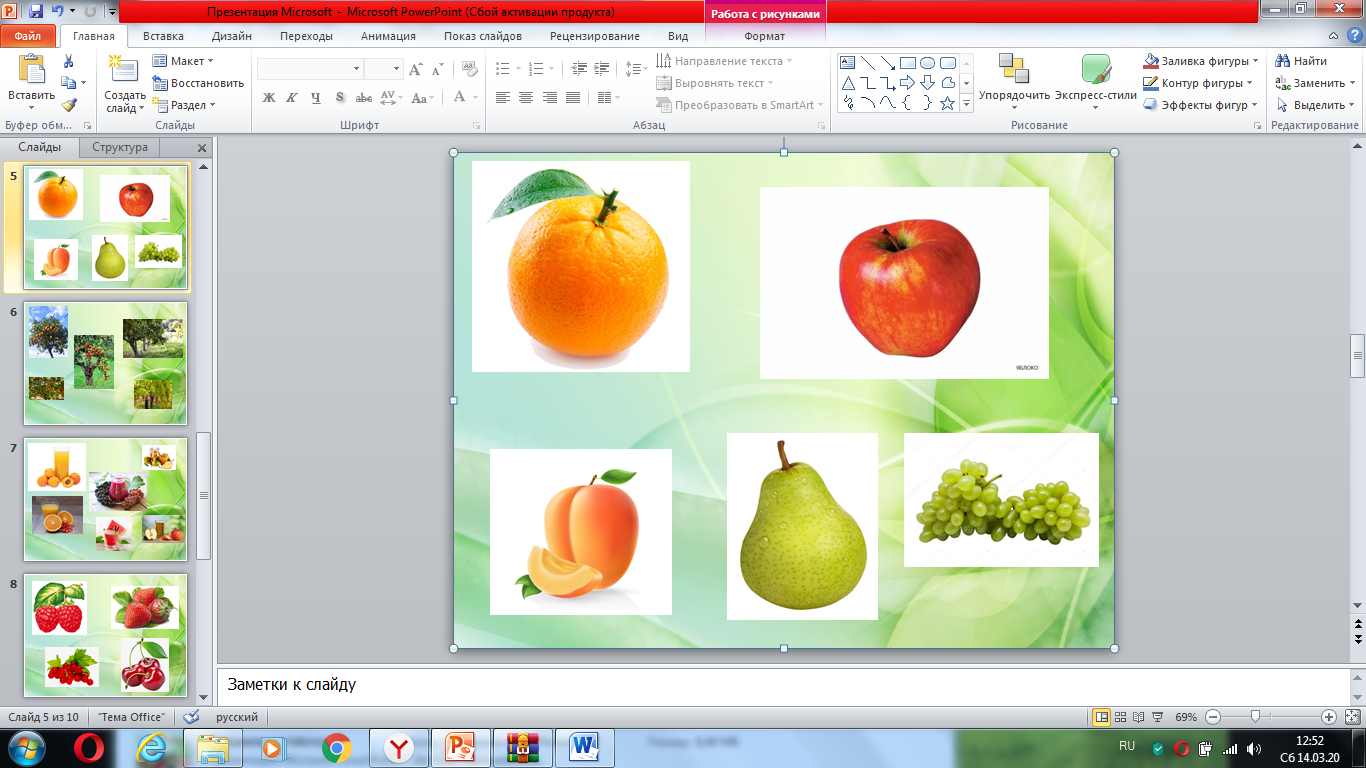 Презентация Microsoft - Microsoft PowerPoint (Сбой активации продукта)
Работа с рисунками
Файл Главная Вставка Дизайн Переходы Анимация Показ слайдов Рецензирование Вид Формат
Вставить
Буфер обм...
Создать слайд
Макет
Восстановить
Раздел
Слайды
Ж К Ч S abc AV Aa A
Шрифт
Направление текста
Выровнять текст
Преобразовать в SmartArt
Абзац
Упорядочить
Экспресс-стили
Заливка фигуры
Контур фигуры
Эффекты фигур
Рисование
Найти
Заменить
Выделить
Редактирование
Слайды Структура
5
6
7
8
ЯБЛОКО
Заметки к слайду
Слайд 5 из 10 "Тема Office" русский 69%
RU 12:52
Сб 14.03.20